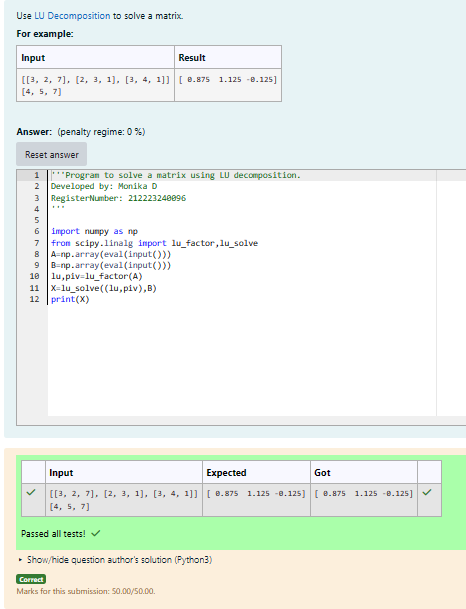 Use LU Decomposition to solve a matrix.
For example:
Input Result
[[3, 2, 7], [2, 3, 1], [3, 4, 1]] [ 0.875  1.125 -0.125]
[4, 5, 7]
Answer: (penalty regime: 0 %)
Reset answer
1 '''Program to solve a matrix using LU decomposition.
2 Developed by: Monika D
3 RegisterNumber: 212223240096
4 '''
5
6 import numpy as np
7 from scipy.linalg import lu_factor,lu_solve
8 A=np.array(eval(input()))
9 B=np.array(eval(input()))
10 lu,piv=lu_factor(A)
11 X=lu_solve((lu,piv),B)
12 print(X)
Input Expected Got
[[3, 2, 7], [2, 3, 1], [3, 4, 1]] [ 0.875  1.125 -0.125] [ 0.875  1.125 -0.125]
[4, 5, 7]
Passed all tests!
Show/hide question author's solution (Python3)
Correct
Marks for this submission: 50.00/50.00.